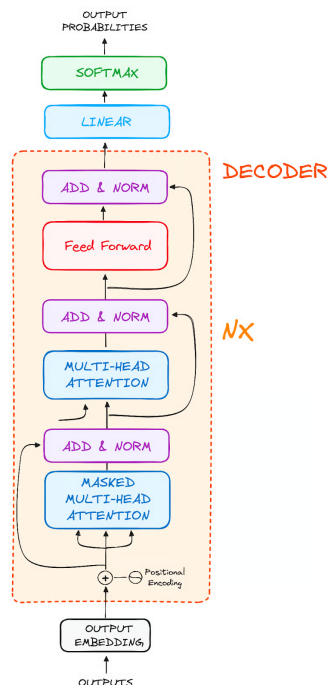 OUTPUT
PROBABILITIES
SOFTMAX
LINEAR
DECODER
ADD & NORM
Feed Forward
ADD & NORM
NX
MULTI-HEAD
ATTENTION
ADD & NORM
MASKED
MULTI-HEAD
ATTENTION
Positional
Encoding
OUTPUT
EMBEDDING
OUTPUTS